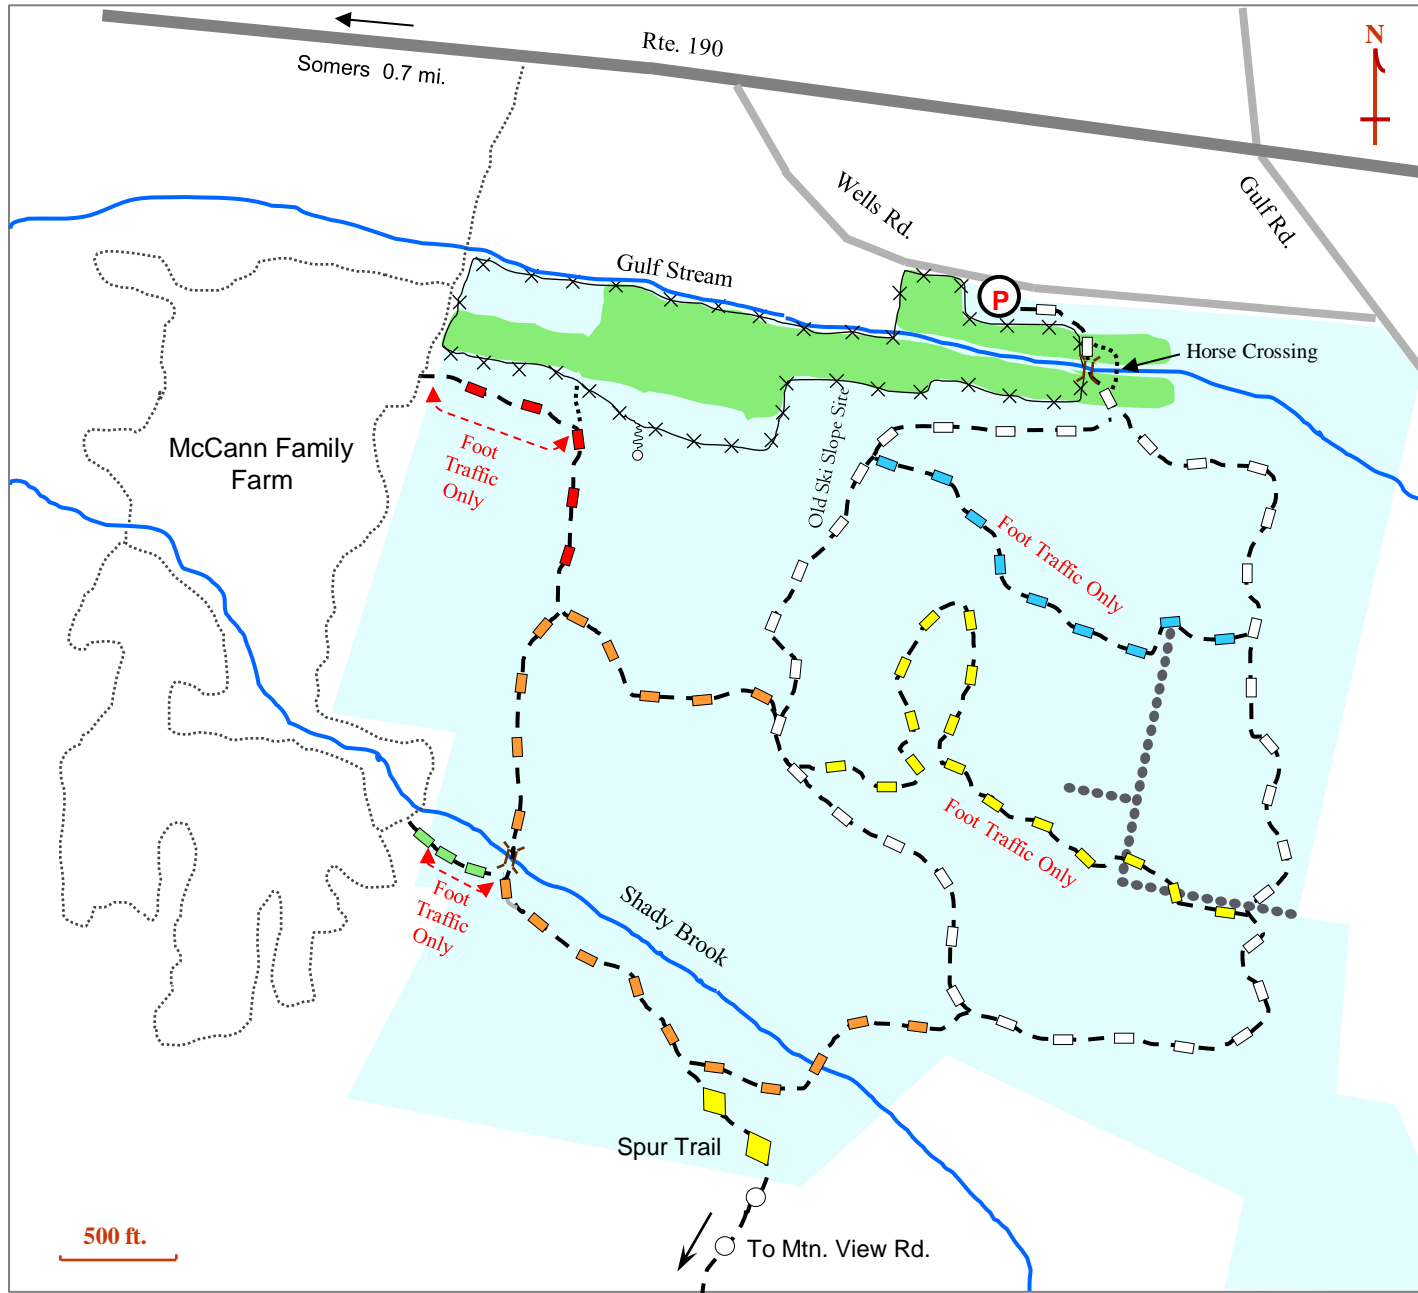 N
Rte. 190
Somers 0.7 mi.
Wells Rd.
Gulf Rd.
Gulf Stream
P
Horse Crossing
McCann Family
Farm
Foot
Traffic
Only
Old Ski Slope Site
Foot Traffic Only
Foot Traffic Only
Foot
Traffic
Only
Shady Brook
Spur Trail
500 ft.
To Mtn. View Rd.